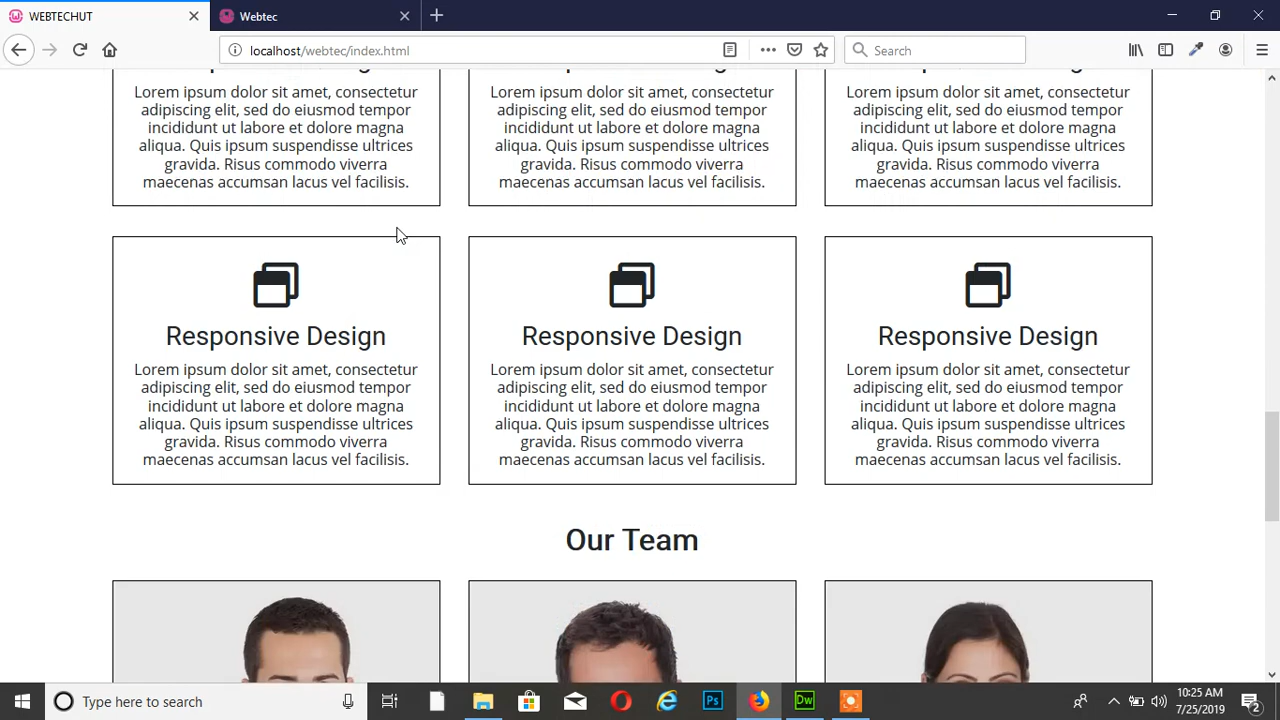 WEBTECHUT
Webtec
localhost/webtec/index.html
Search
Lorem ipsum dolor sit amet, consectetur
adipiscing elit, sed do eiusmod tempor
incididunt ut labore et dolore magna
aliqua. Quis ipsum suspendisse ultrices
gravida. Risus commodo viverra
maecenas accumsan lacus vel facilisis.
Lorem ipsum dolor sit amet, consectetur
adipiscing elit, sed do eiusmod tempor
incididunt ut labore et dolore magna
aliqua. Quis ipsum suspendisse ultrices
gravida. Risus commodo viverra
maecenas accumsan lacus vel facilisis.
Lorem ipsum dolor sit amet, consectetur
adipiscing elit, sed do eiusmod tempor
incididunt ut labore et dolore magna
aliqua. Quis ipsum suspendisse ultrices
gravida. Risus commodo viverra
maecenas accumsan lacus vel facilisis.
Responsive Design
Lorem ipsum dolor sit amet, consectetur
adipiscing elit, sed do eiusmod tempor
incididunt ut labore et dolore magna
aliqua. Quis ipsum suspendisse ultrices
gravida. Risus commodo viverra
maecenas accumsan lacus vel facilisis.
Responsive Design
Lorem ipsum dolor sit amet, consectetur
adipiscing elit, sed do eiusmod tempor
incididunt ut labore et dolore magna
aliqua. Quis ipsum suspendisse ultrices
gravida. Risus commodo viverra
maecenas accumsan lacus vel facilisis.
Responsive Design
Lorem ipsum dolor sit amet, consectetur
adipiscing elit, sed do eiusmod tempor
incididunt ut labore et dolore magna
aliqua. Quis ipsum suspendisse ultrices
gravida. Risus commodo viverra
maecenas accumsan lacus vel facilisis.
Our Team
Type here to search
Ps
Dw
10:25 AM
7/25/2019
2